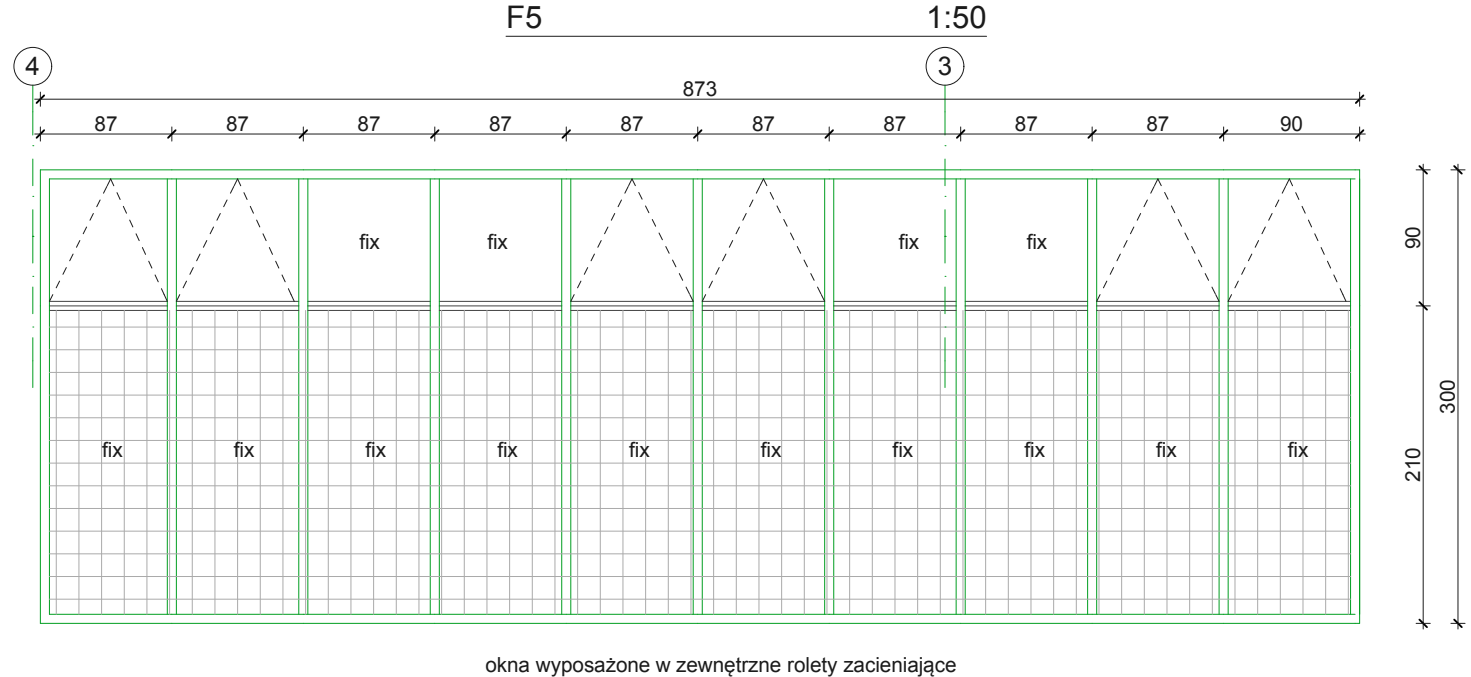 F5 1:50
4 3
873
87 87 87 87 87 87 87 87 87 90
fix fix fix fix
90
300
fix fix fix fix fix fix fix fix fix fix
210
okna wyposażone w zewnętrzne rolety zacieniające